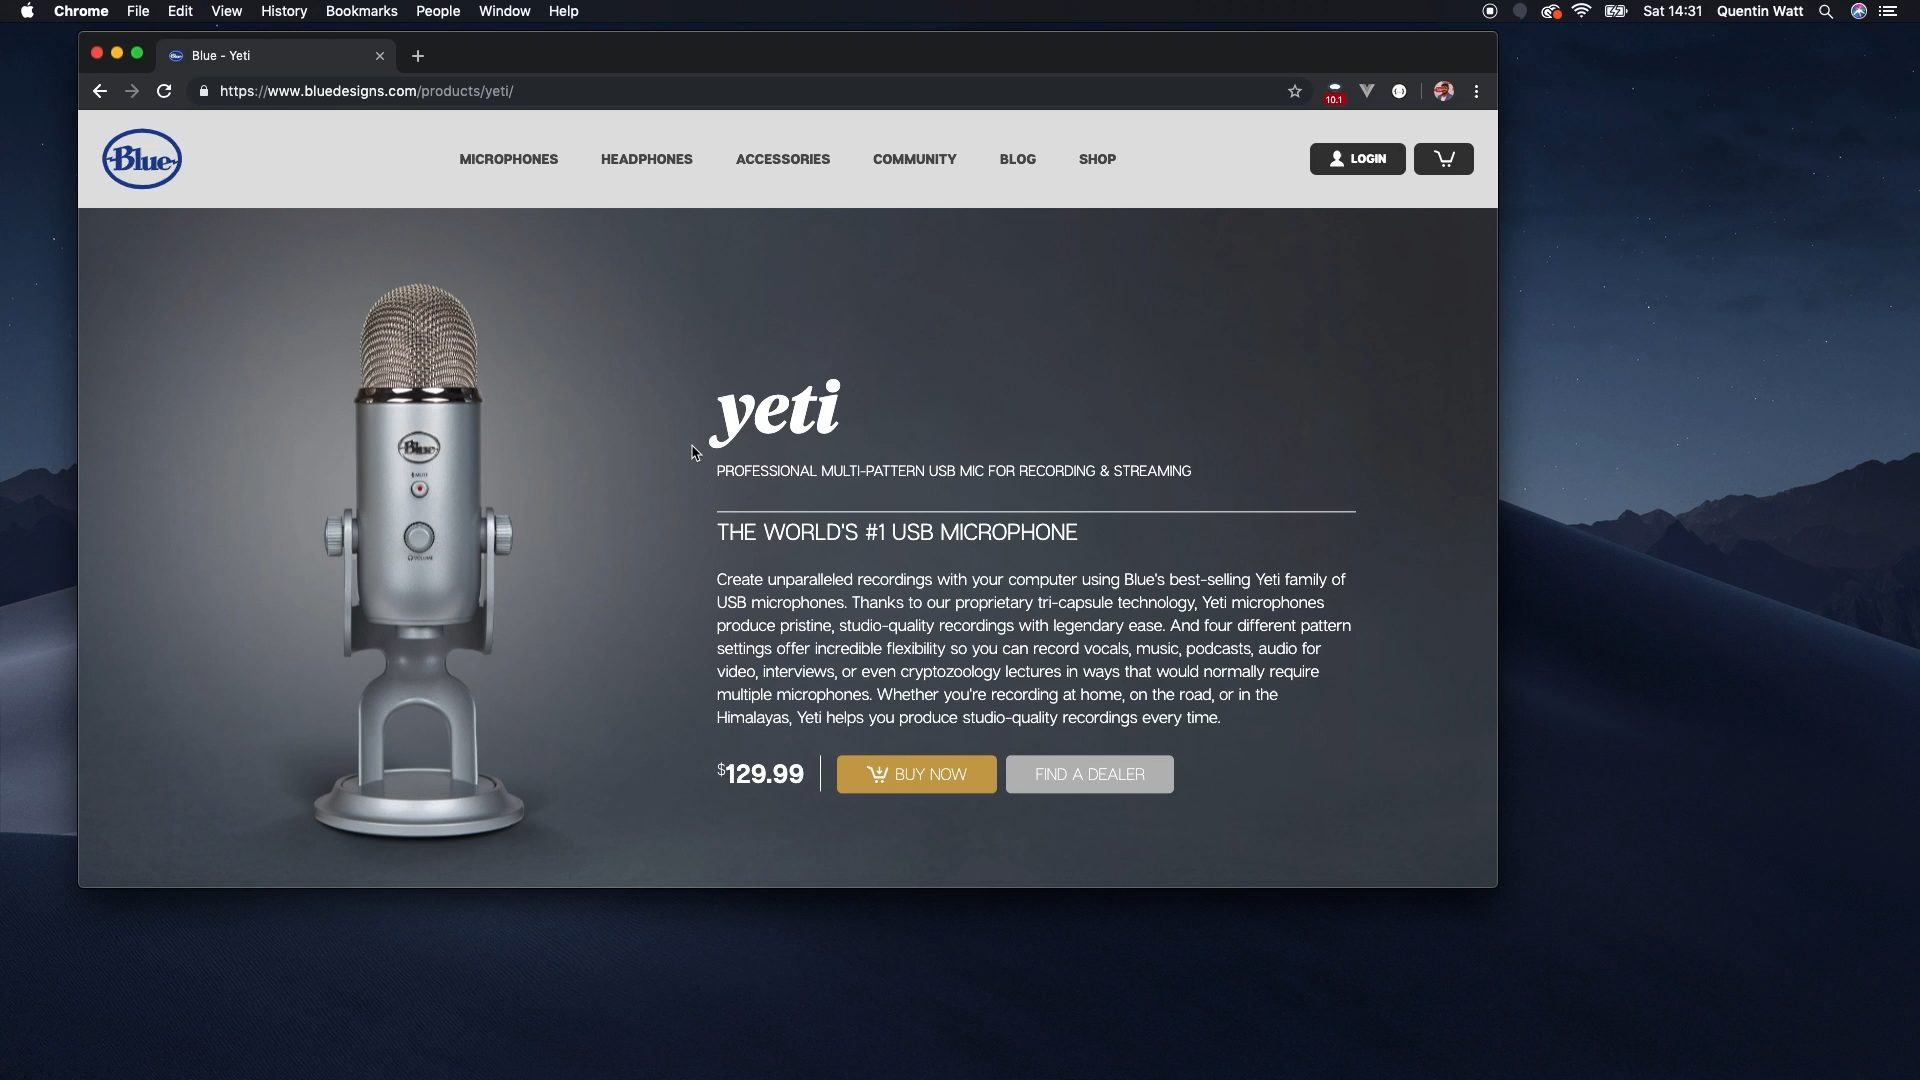 Chrome File Edit View History Bookmarks People Window Help
Sat 14:31 Quentin Watt
Blue - Yeti
https://www.bluedesigns.com/products/yeti/
10.1
Blue
MICROPHONES HEADPHONES ACCESSORIES COMMUNITY BLOG SHOP
LOGIN
Blue
MUTE
VOLUME
yeti
PROFESSIONAL MULTI-PATTERN USB MIC FOR RECORDING & STREAMING
THE WORLD'S #1 USB MICROPHONE
Create unparalleled recordings with your computer using Blue's best-selling Yeti family of
USB microphones. Thanks to our proprietary tri-capsule technology, Yeti microphones
produce pristine, studio-quality recordings with legendary ease. And four different pattern
settings offer incredible flexibility so you can record vocals, music, podcasts, audio for
video, interviews, or even cryptozoology lectures in ways that would normally require
multiple microphones. Whether you're recording at home, on the road, or in the
Himalayas, Yeti helps you produce studio-quality recordings every time.
$129.99
BUY NOW
FIND A DEALER